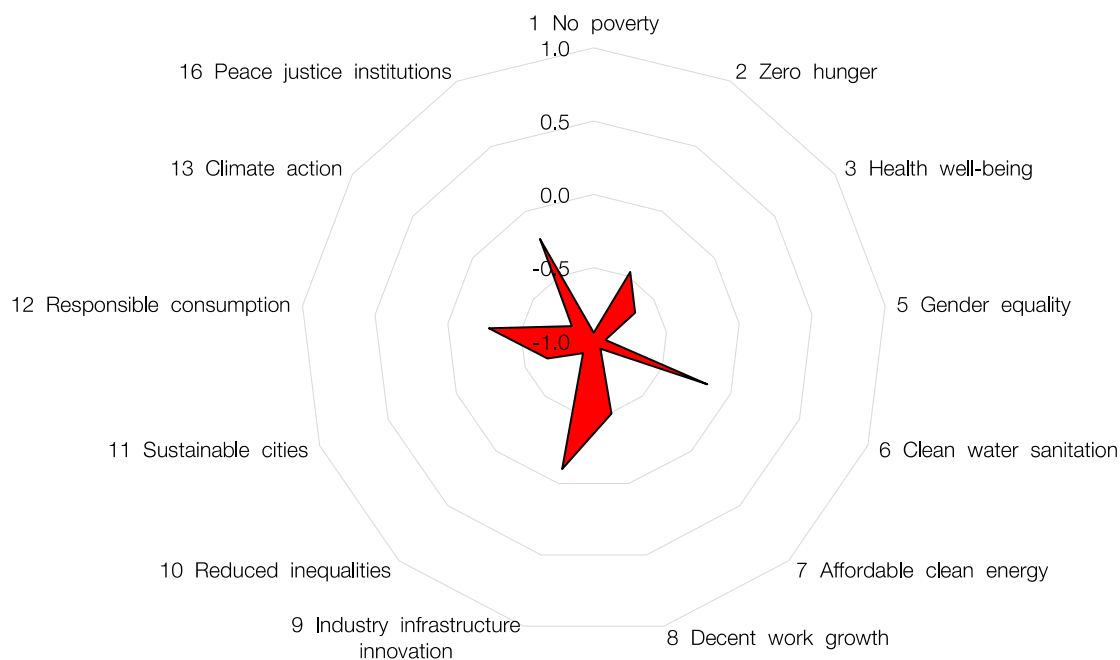 1 No poverty
1.0
16 Peace justice institutions
2 Zero hunger
0.5
13 Climate action
3 Health well-being
0.0
-0.5
12 Responsible consumption
5 Gender equality
-1.0
11 Sustainable cities
6 Clean water sanitation
10 Reduced inequalities
7 Affordable clean energy
9 Industry infrastructure
innovation
8 Decent work growth